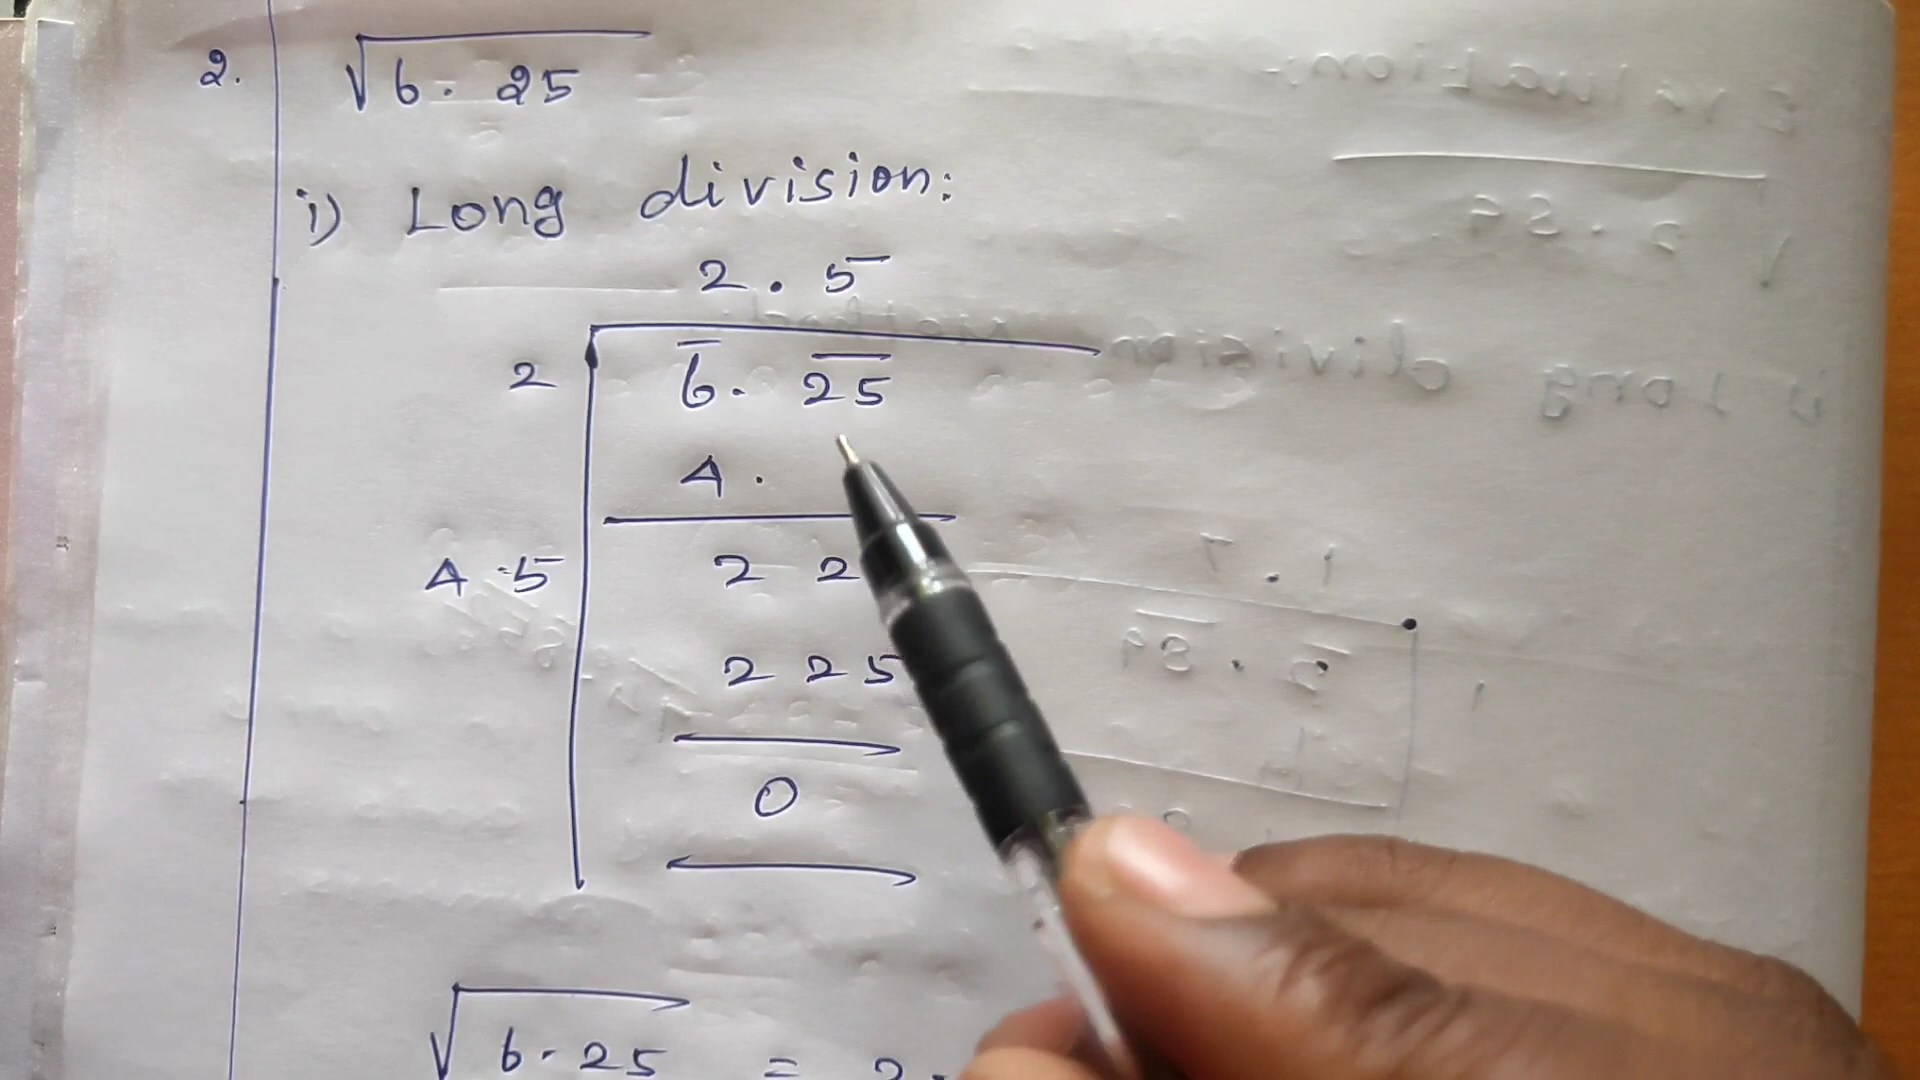 2. √6.25
i) Long division:
2.5
2 6.25
4.
4.5 2 2
2 2 5
0
√6.25 = 2.